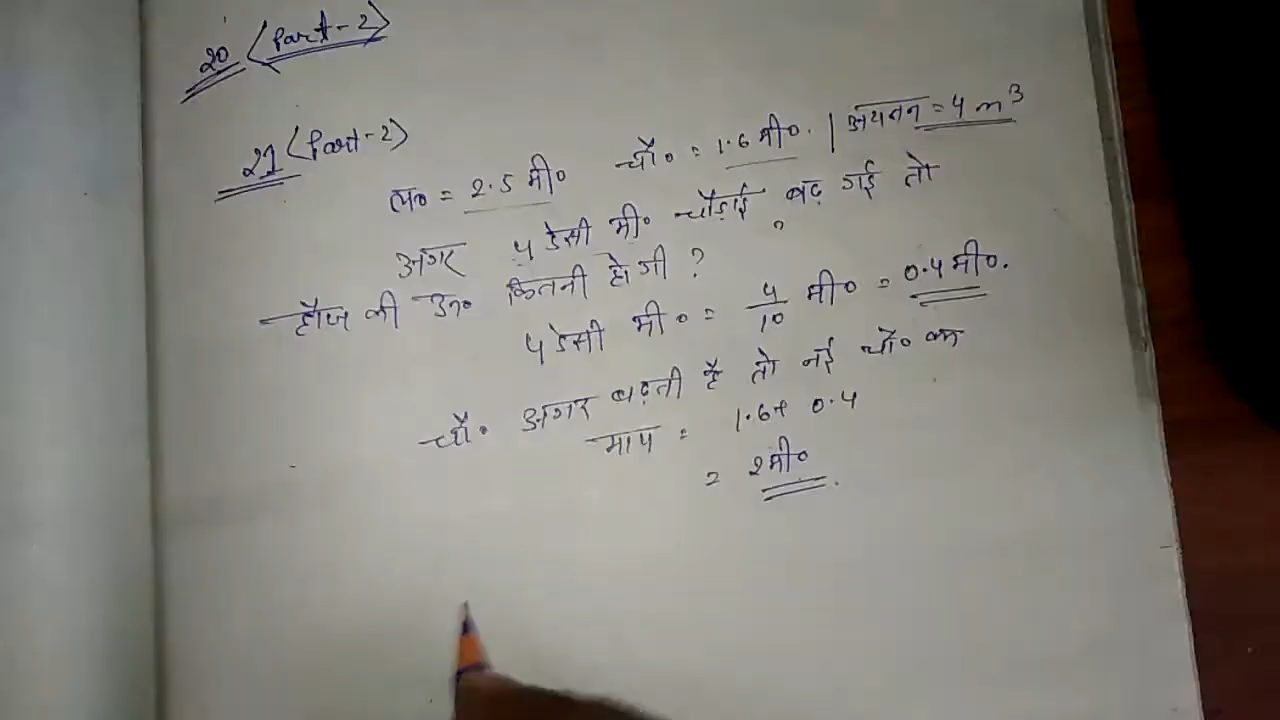 20 (Part-2)
21 (Part-2)
ल० = 2.5 मी० चौ० = 1.6 मी०. | आयतन = 4 m³
अगर 4 डेसी मी० चौड़ाई बढ़ गई तो
हौज की ऊ० कितनी होगी ?
4 डेसी मी० = 4/10 मी० = 0.4 मी०.
चौ० अगर बढ़ती है तो नई चौ० का
माप = 1.6+ 0.4
= 2 मी०.